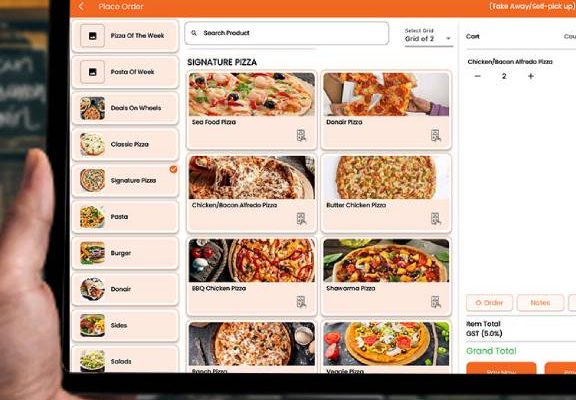 Place Order
(Take Away/Self-pick up)
Pizza Of The Week
Pasta Of Week
Deals On Wheels
Classic Pizza
Signature Pizza
Pasta
Burger
Donair
Sides
Salads
Search Product
Select Grid
Grid of 2
SIGNATURE PIZZA
Sea Food Pizza
Donair Pizza
Chicken/Bacon Alfredo Pizza
Butter Chicken Pizza
BBQ Chicken Pizza
Shawarma Pizza
Ranch Pizza
Veggie Pizza
Cart
Cou
Chicken/Bacon Alfredo Pizza
− 2 +
O. Order
Notes
Item Total
GST (5.0%)
Grand Total
Pay Now